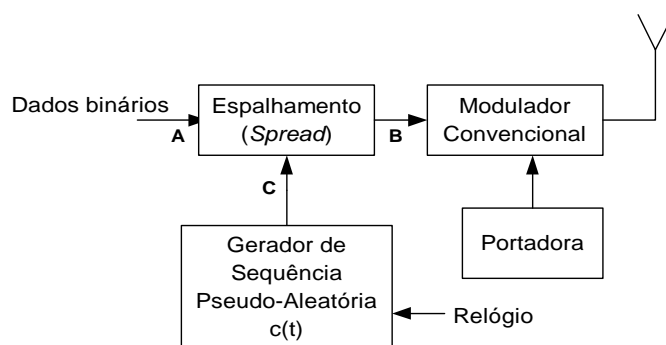 Dados binários
A
Espalhamento
(Spread)
B
Modulador
Convencional
C
Gerador de
Sequência
Pseudo-Aleatória
c(t)
Portadora
Relógio